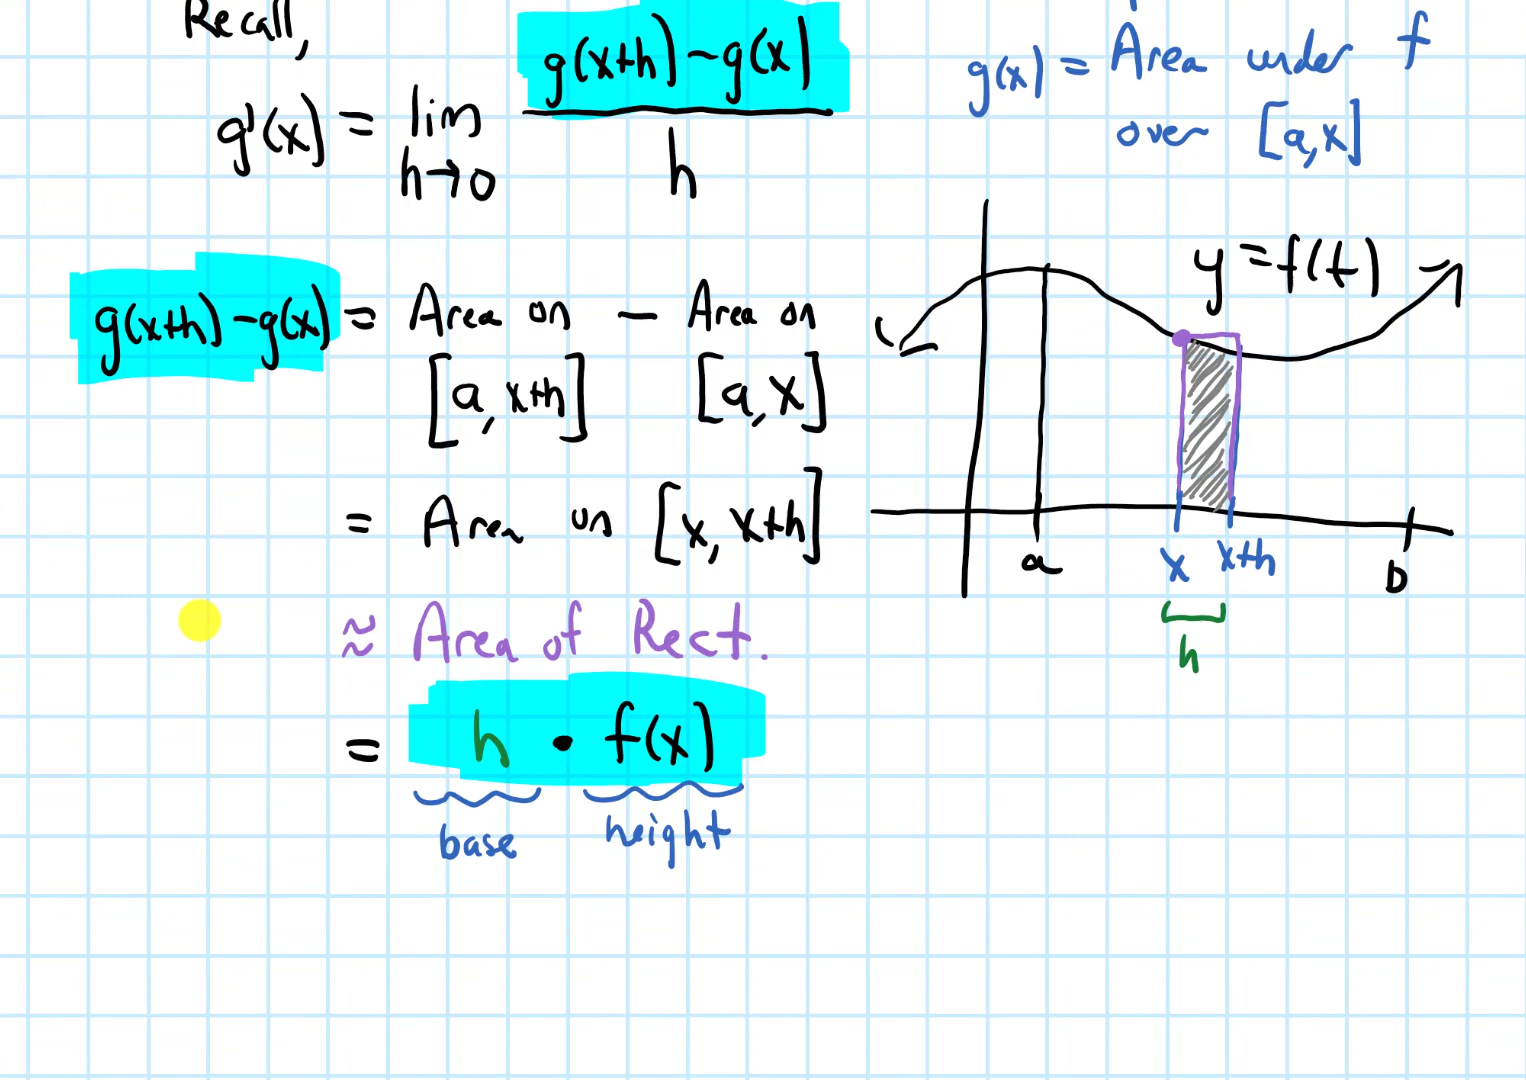 Recall,
g'(x) = lim h→0 g(x+h) - g(x) / h
g(x) = Area under f
over [a,x]
g(x+h) - g(x) = Area on - Area on
[a, x+h] [a, x]
= Area on [x, x+h]
≈ Area of Rect.
= h • f(x)
base height
y = f(t)
a x x+h b
h